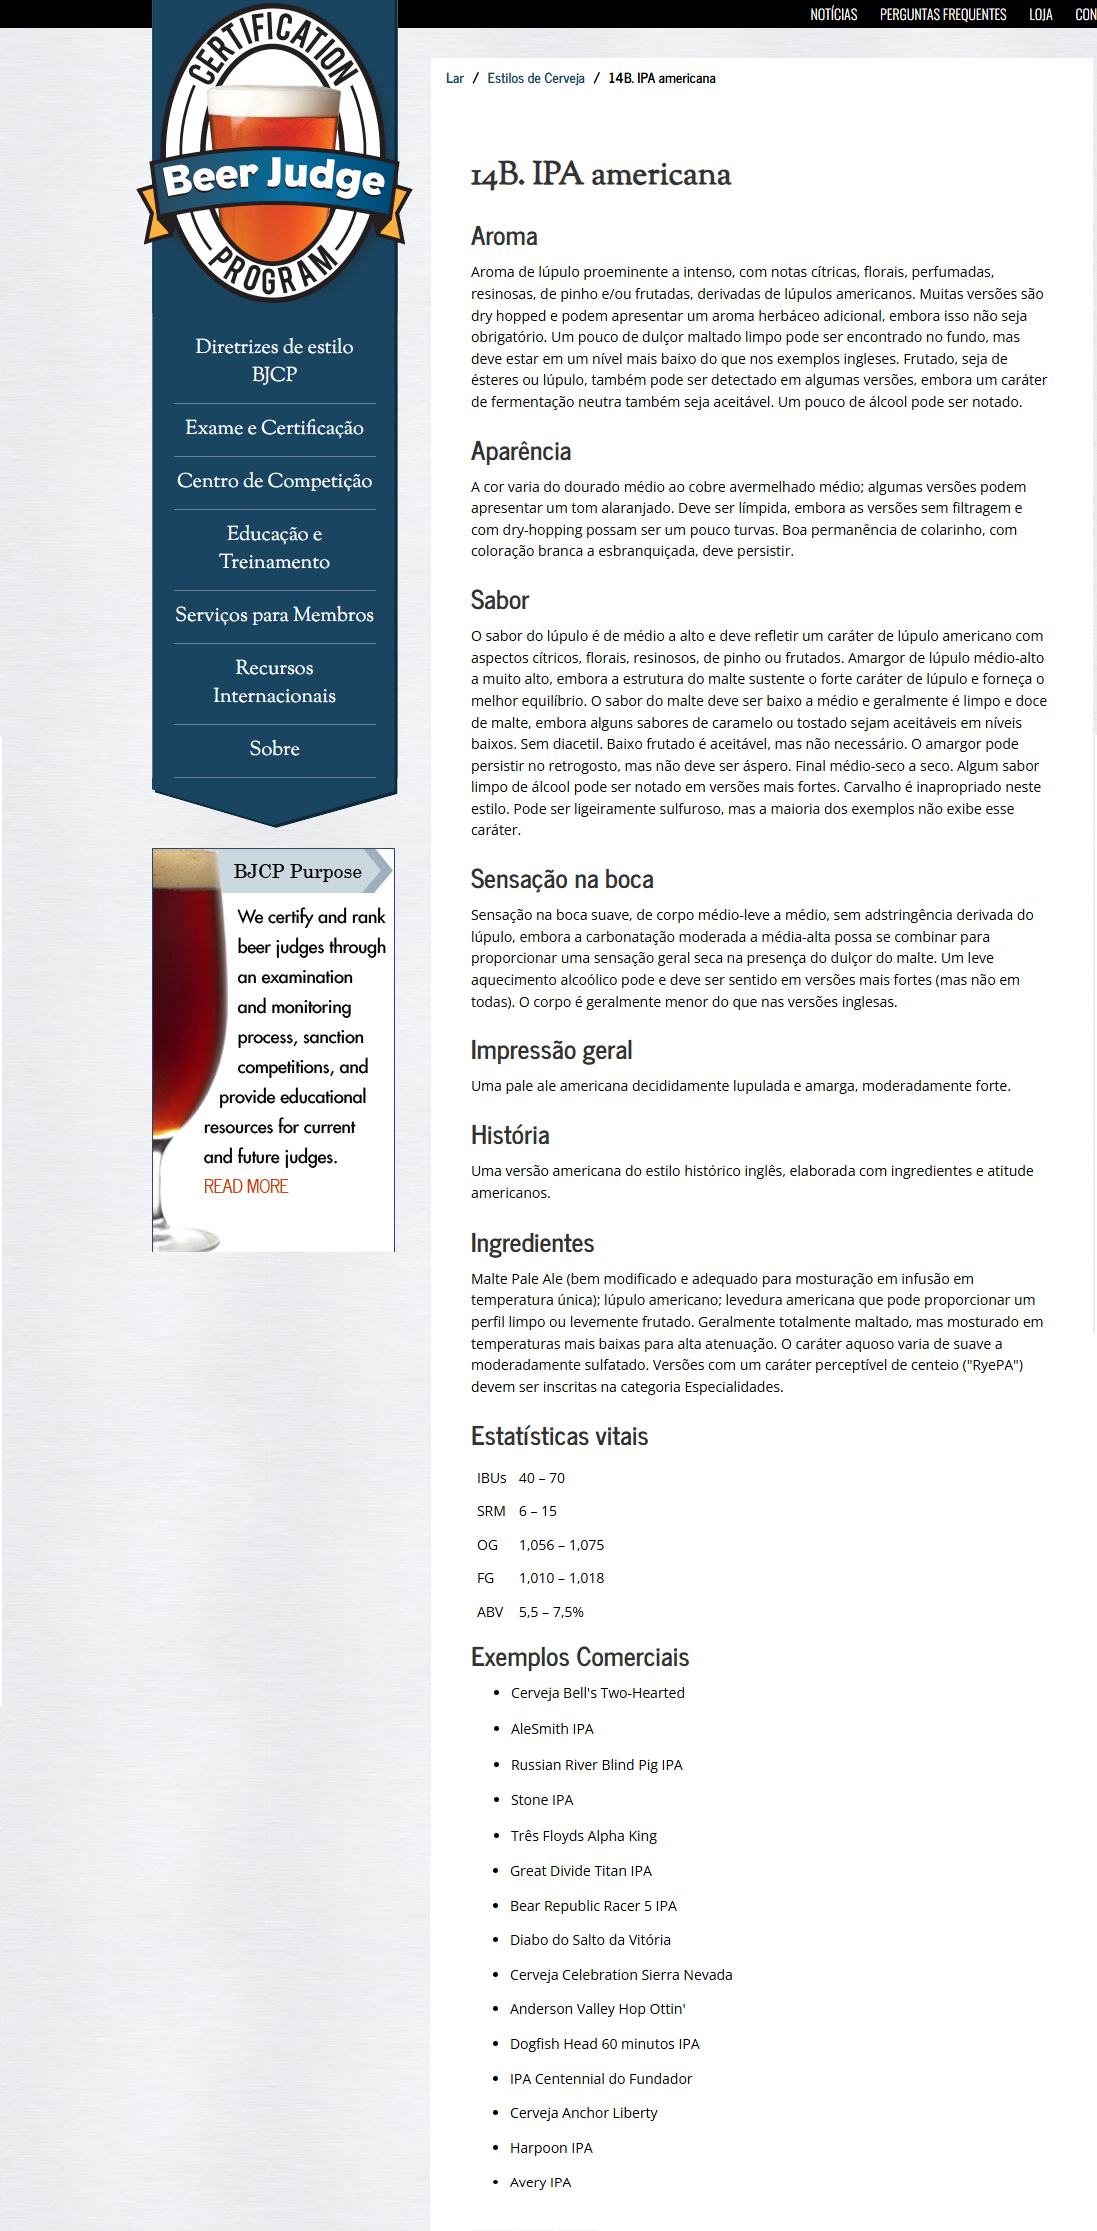 NOTÍCIAS PERGUNTAS FREQUENTES LOJA CON
CERTIFICATION
Beer Judge
PROGRAM
Diretrizes de estilo
BJCP
Exame e Certificação
Centro de Competição
Educação e
Treinamento
Serviços para Membros
Recursos
Internacionais
Sobre
BJCP Purpose
We certify and rank
beer judges through
an examination
and monitoring
process, sanction
competitions, and
provide educational
resources for current
and future judges.
READ MORE
Lar / Estilos de Cerveja / 14B. IPA americana
14B. IPA americana
Aroma
Aroma de lúpulo proeminente a intenso, com notas cítricas, florais, perfumadas,
resinosas, de pinho e/ou frutadas, derivadas de lúpulos americanos. Muitas versões são
dry hopped e podem apresentar um aroma herbáceo adicional, embora isso não seja
obrigatório. Um pouco de dulçor maltado limpo pode ser encontrado no fundo, mas
deve estar em um nível mais baixo do que nos exemplos ingleses. Frutado, seja de
ésteres ou lúpulo, também pode ser detectado em algumas versões, embora um caráter
de fermentação neutra também seja aceitável. Um pouco de álcool pode ser notado.
Aparência
A cor varia do dourado médio ao cobre avermelhado médio; algumas versões podem
apresentar um tom alaranjado. Deve ser límpida, embora as versões sem filtragem e
com dry-hopping possam ser um pouco turvas. Boa permanência de colarinho, com
coloração branca a esbranquiçada, deve persistir.
Sabor
O sabor do lúpulo é de médio a alto e deve refletir um caráter de lúpulo americano com
aspectos cítricos, florais, resinosos, de pinho ou frutados. Amargor de lúpulo médio-alto
a muito alto, embora a estrutura do malte sustente o forte caráter de lúpulo e forneça o
melhor equilíbrio. O sabor do malte deve ser baixo a médio e geralmente é limpo e doce
de malte, embora alguns sabores de caramelo ou tostado sejam aceitáveis em níveis
baixos. Sem diacetil. Baixo frutado é aceitável, mas não necessário. O amargor pode
persistir no retrogosto, mas não deve ser áspero. Final médio-seco a seco. Algum sabor
limpo de álcool pode ser notado em versões mais fortes. Carvalho é inapropriado neste
estilo. Pode ser ligeiramente sulfuroso, mas a maioria dos exemplos não exibe esse
caráter.
Sensação na boca
Sensação na boca suave, de corpo médio-leve a médio, sem adstringência derivada do
lúpulo, embora a carbonatação moderada a média-alta possa se combinar para
proporcionar uma sensação geral seca na presença do dulçor do malte. Um leve
aquecimento alcoólico pode e deve ser sentido em versões mais fortes (mas não em
todas). O corpo é geralmente menor do que nas versões inglesas.
Impressão geral
Uma pale ale americana decididamente lupulada e amarga, moderadamente forte.
História
Uma versão americana do estilo histórico inglês, elaborada com ingredientes e atitude
americanos.
Ingredientes
Malte Pale Ale (bem modificado e adequado para mosturação em infusão em
temperatura única); lúpulo americano; levedura americana que pode proporcionar um
perfil limpo ou levemente frutado. Geralmente totalmente maltado, mas mosturado em
temperaturas mais baixas para alta atenuação. O caráter aquoso varia de suave a
moderadamente sulfatado. Versões com um caráter perceptível de centeio ("RyePA")
devem ser inscritas na categoria Especialidades.
Estatísticas vitais
IBUs 40 – 70
SRM 6 – 15
OG 1,056 – 1,075
FG 1,010 – 1,018
ABV 5,5 – 7,5%
Exemplos Comerciais
• Cerveja Bell's Two-Hearted
• AleSmith IPA
• Russian River Blind Pig IPA
• Stone IPA
• Três Floyds Alpha King
• Great Divide Titan IPA
• Bear Republic Racer 5 IPA
• Diabo do Salto da Vitória
• Cerveja Celebration Sierra Nevada
• Anderson Valley Hop Ottin'
• Dogfish Head 60 minutos IPA
• IPA Centennial do Fundador
• Cerveja Anchor Liberty
• Harpoon IPA
• Avery IPA